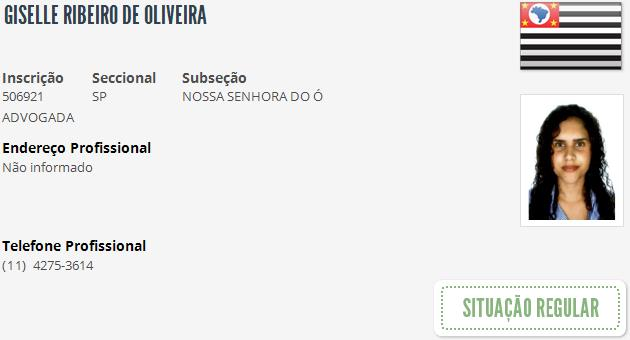 GISELLE RIBEIRO DE OLIVEIRA
Inscrição Seccional Subseção
506921 SP NOSSA SENHORA DO Ó
ADVOGADA
Endereço Profissional
Não informado
Telefone Profissional
(11) 4275-3614
SITUAÇÃO REGULAR